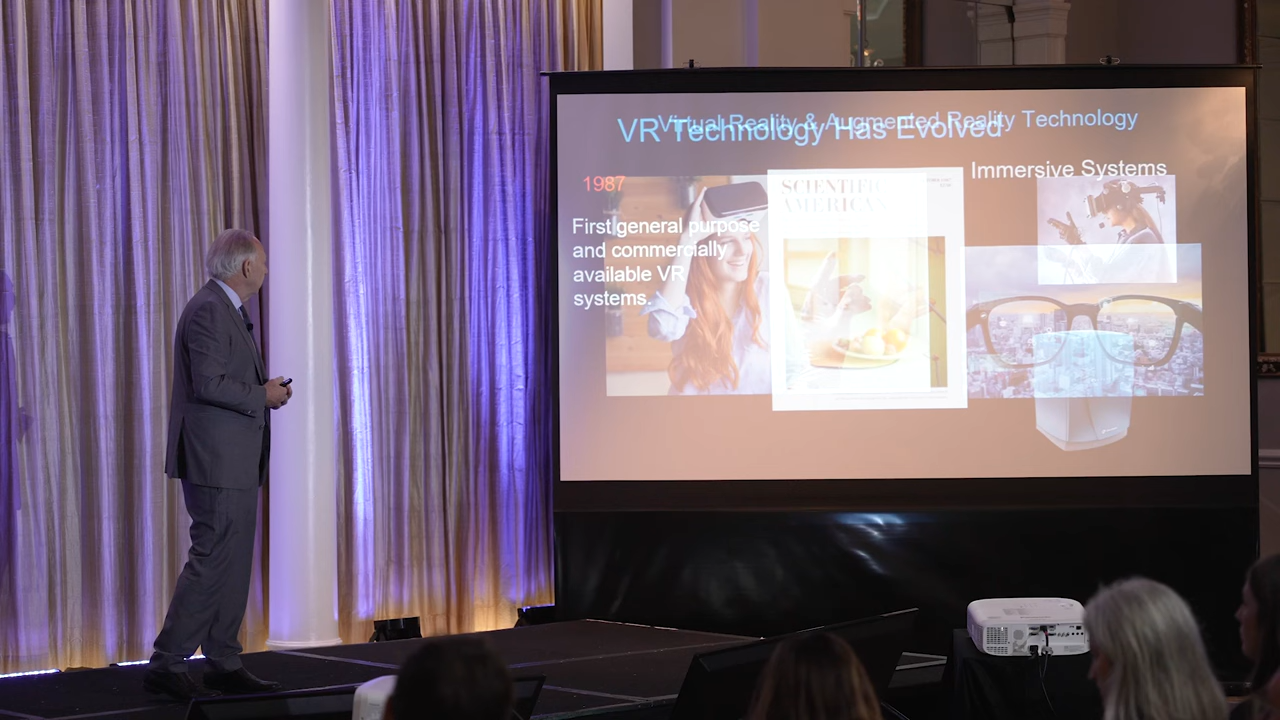 Virtual Reality & Augmented Reality Technology
VR Technology Has Evolved
Immersive Systems
1987
SCIENTIFIC
AMERICAN
First general purpose
and commercially
available VR
systems.